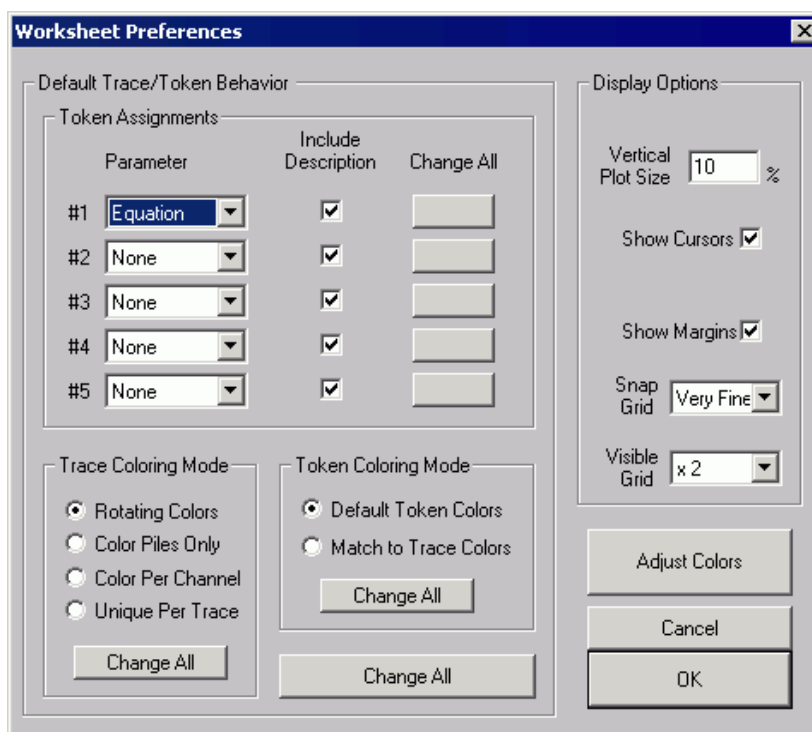 Worksheet Preferences
Default Trace/Token Behavior
Token Assignments
Parameter
Include
Description
Change All
#1 Equation
#2 None
#3 None
#4 None
#5 None
Trace Coloring Mode
Rotating Colors
Color Piles Only
Color Per Channel
Unique Per Trace
Change All
Token Coloring Mode
Default Token Colors
Match to Trace Colors
Change All
Change All
Display Options
Vertical
Plot Size 10 %
Show Cursors
Show Margins
Snap
Grid Very Fine
Visible
Grid x 2
Adjust Colors
Cancel
OK